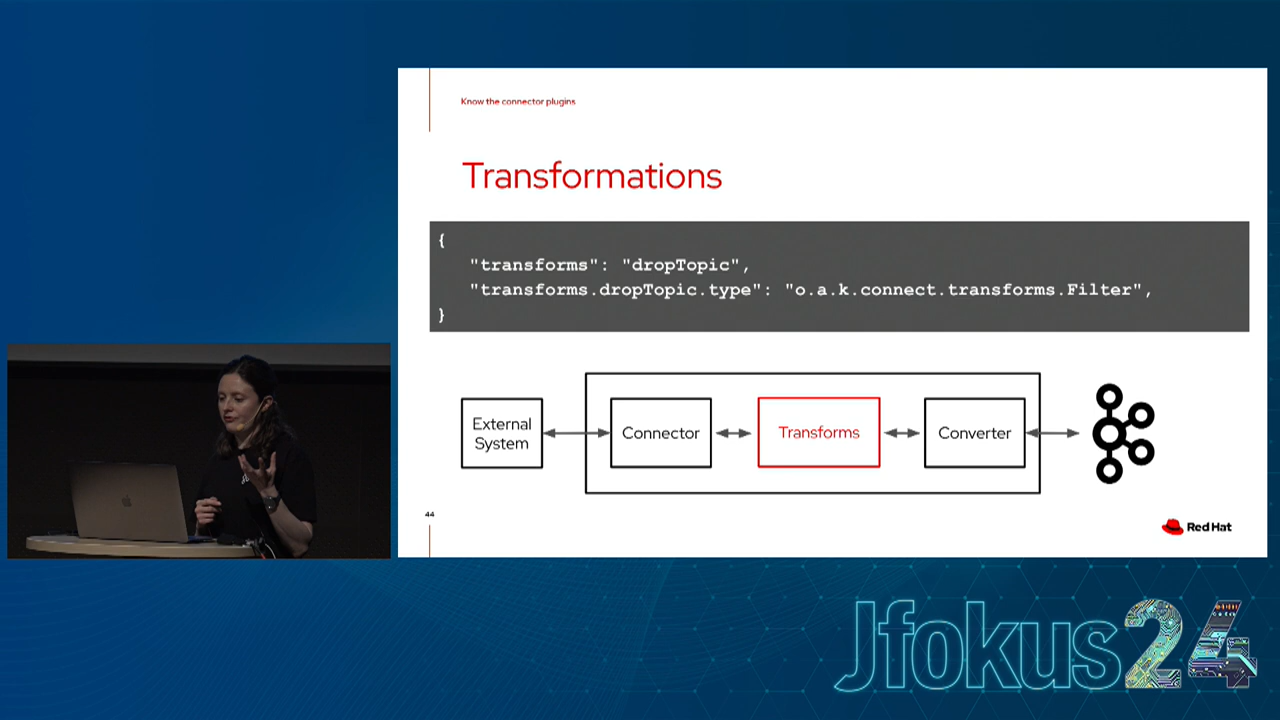 Know the connector plugins
Transformations
{
"transforms": "dropTopic",
"transforms.dropTopic.type": "o.a.k.connect.transforms.Filter",
}
External
System
Connector
Transforms
Converter
44
Red Hat
Jfokus24